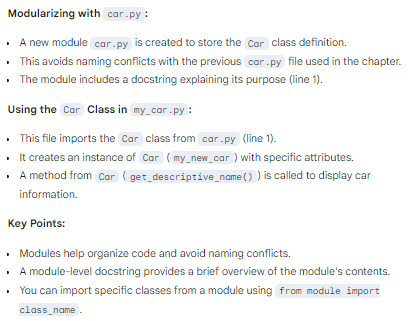 Modularizing with car.py :
• A new module car.py is created to store the Car class definition.
• This avoids naming conflicts with the previous car.py file used in the chapter.
• The module includes a docstring explaining its purpose (line 1).
Using the Car Class in my_car.py :
• This file imports the Car class from car.py (line 1).
• It creates an instance of Car ( my_new_car ) with specific attributes.
• A method from Car ( get_descriptive_name() ) is called to display car
information.
Key Points:
• Modules help organize code and avoid naming conflicts.
• A module-level docstring provides a brief overview of the module's contents.
• You can import specific classes from a module using from module import
class_name .